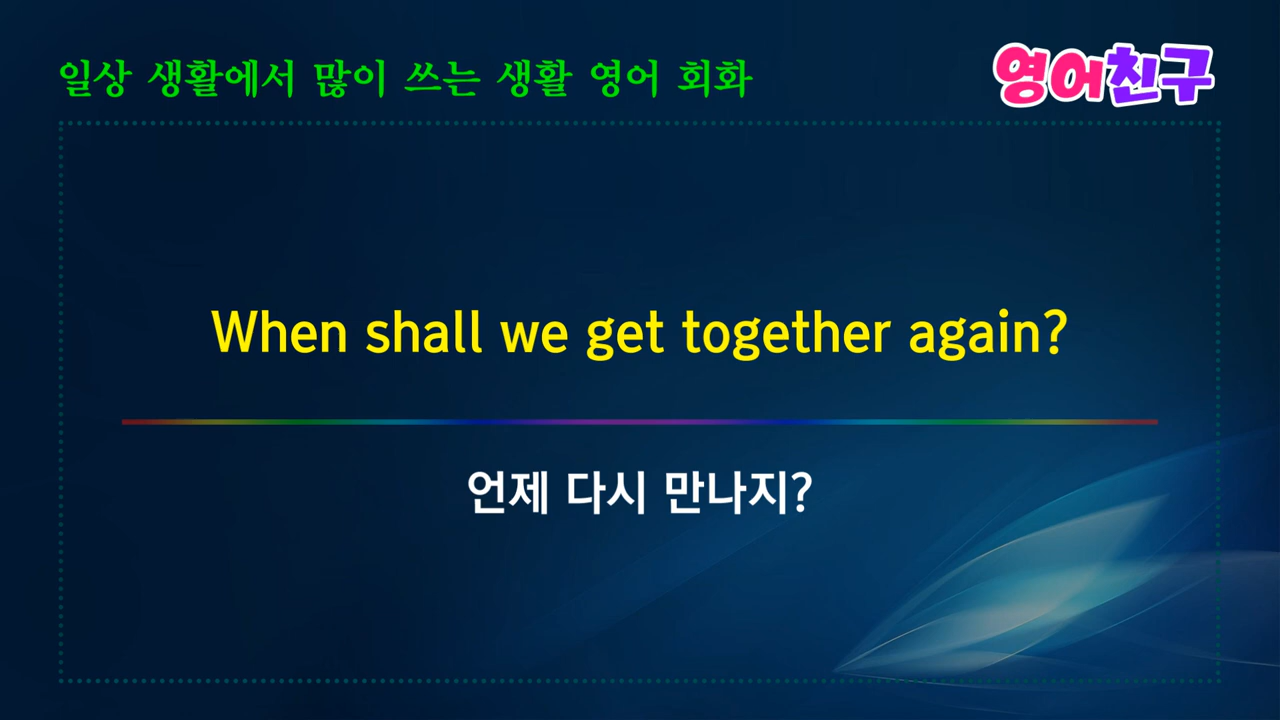 일상 생활에서 많이 쓰는 생활 영어 회화
영어친구
When shall we get together again?
언제 다시 만나지?